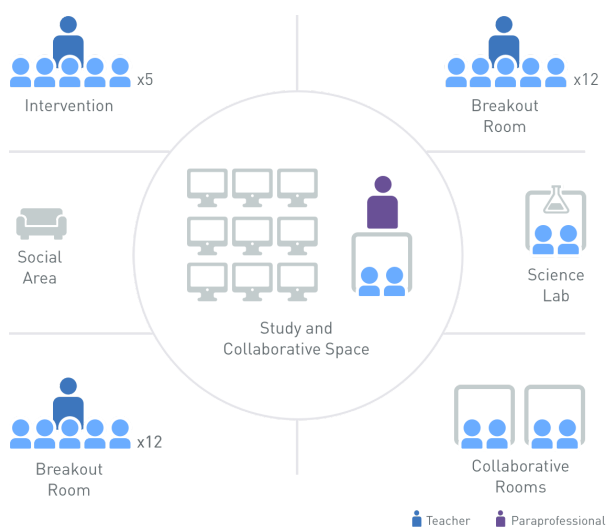 x5
Intervention
x12
Breakout
Room
Social
Area
Science
Lab
Study and
Collaborative Space
x12
Breakout
Room
Collaborative
Rooms
Teacher
Paraprofessional